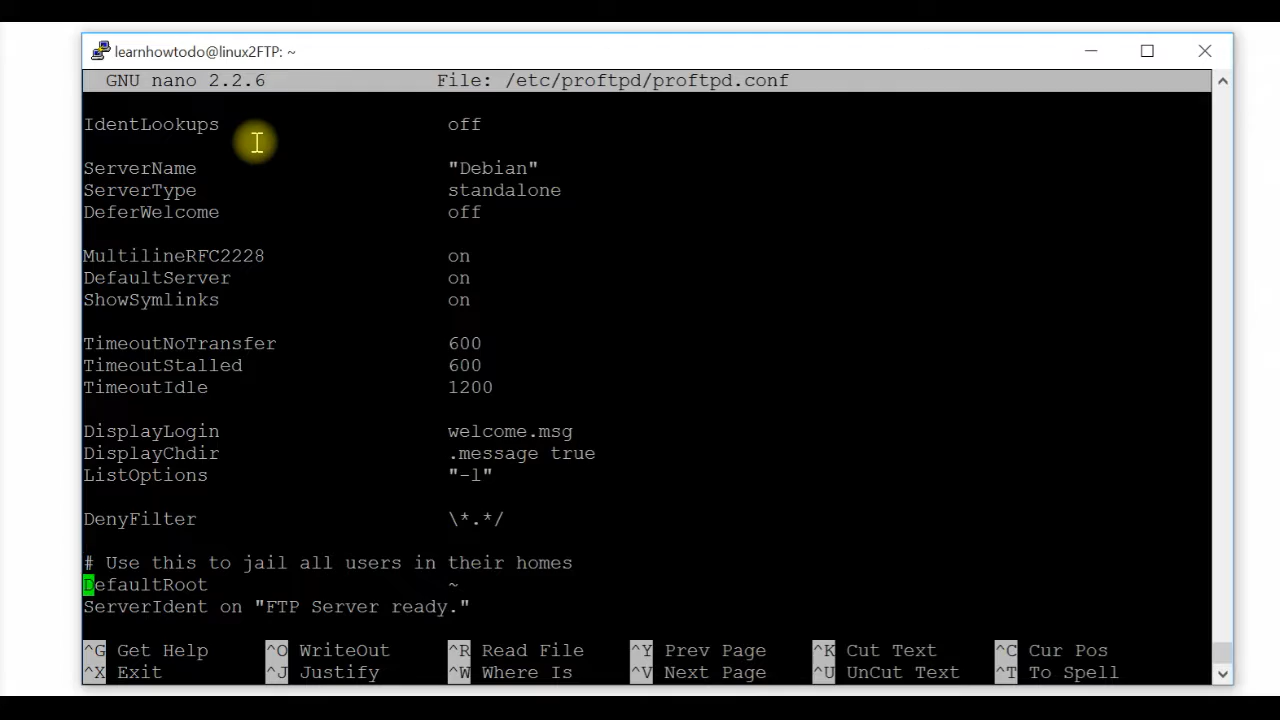 learnhowtodo@linux2FTP: ~
GNU nano 2.2.6 File: /etc/proftpd/proftpd.conf
IdentLookups off
ServerName "Debian"
ServerType standalone
DeferWelcome off
MultilineRFC2228 on
DefaultServer on
ShowSymlinks on
TimeoutNoTransfer 600
TimeoutStalled 600
TimeoutIdle 1200
DisplayLogin welcome.msg
DisplayChdir .message true
ListOptions "-l"
DenyFilter \*.*/
# Use this to jail all users in their homes
DefaultRoot ~
ServerIdent on "FTP Server ready."
^G Get Help ^O WriteOut ^R Read File ^Y Prev Page ^K Cut Text ^C Cur Pos
^X Exit ^J Justify ^W Where Is ^V Next Page ^U UnCut Text ^T To Spell